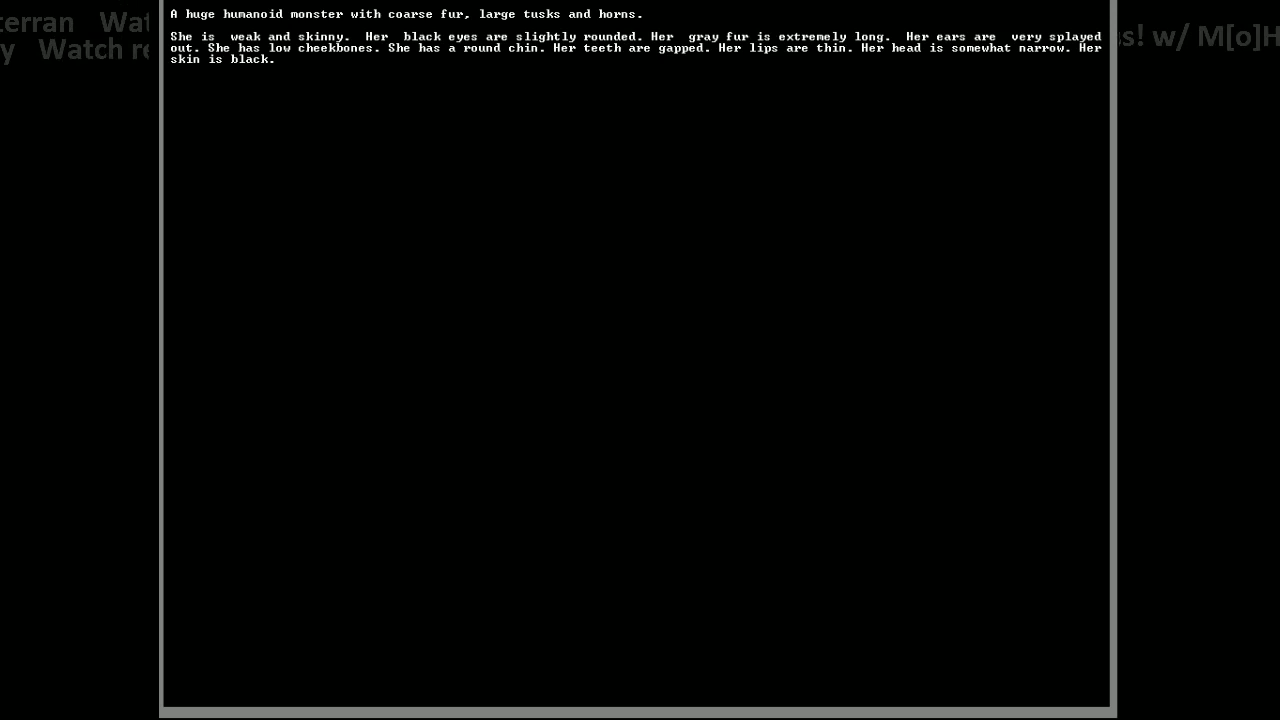 terran Wat
y Watch re
A huge humanoid monster with coarse fur, large tusks and horns.
She is weak and skinny. Her black eyes are slightly rounded. Her gray fur is extremely long. Her ears are very splayed
out. She has low cheekbones. She has a round chin. Her teeth are gapped. Her lips are thin. Her head is somewhat narrow. Her
skin is black.
s! w/ M[o]H